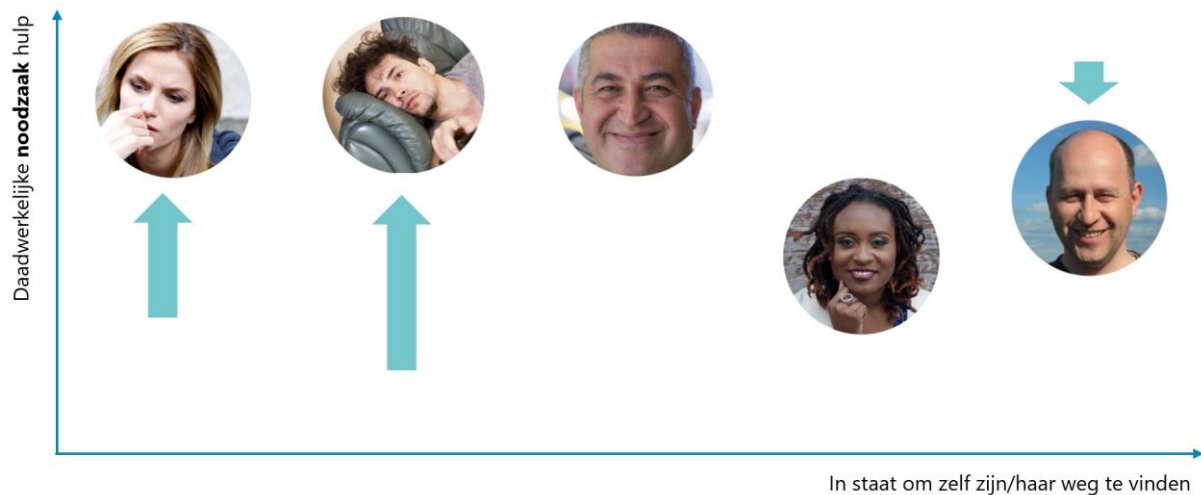 Daadwerkelijke noodzaak hulp
In staat om zelf zijn/haar weg te vinden